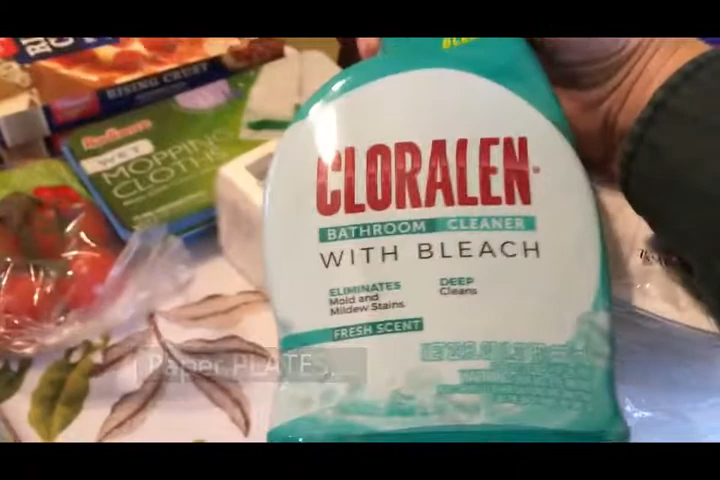 RISING CRUST
WET
MOPPING
CLOTHS
CLORALEN
BATHROOM CLEANER
WITH BLEACH
ELIMINATES
Mold and
Mildew Stains
DEEP
Cleans
FRESH SCENT
Paper PLATES,